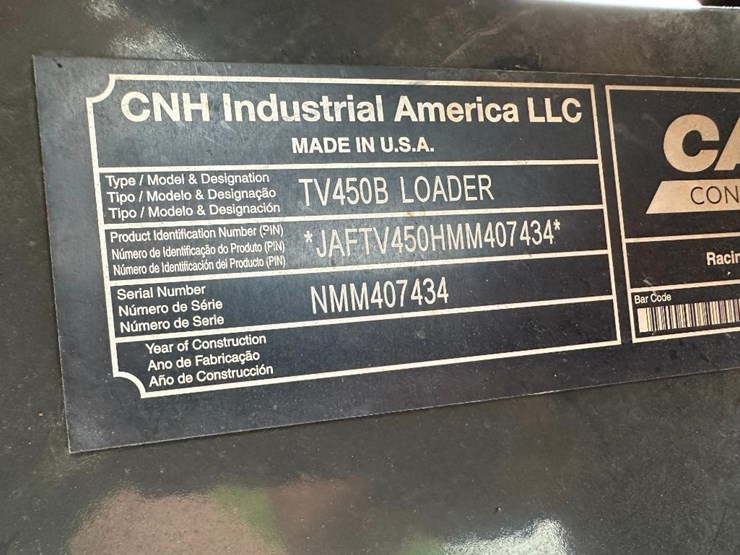 CNH Industrial America LLC
MADE IN U.S.A.
Type / Model & Designation
Tipo / Modelo & Designação
Tipo / Modelo & Designación
TV450B LOADER
Product Identification Number (PIN)
Número de Identificação do Produto (PIN)
Número de Identificación del Producto (PIN)
*JAFTV450HMM407434*
Serial Number
Número de Série
Número de Serie
NMM407434
Year of Construction
Ano de Fabricação
Año de Construcción
CA
CON
Racin
Bar Code